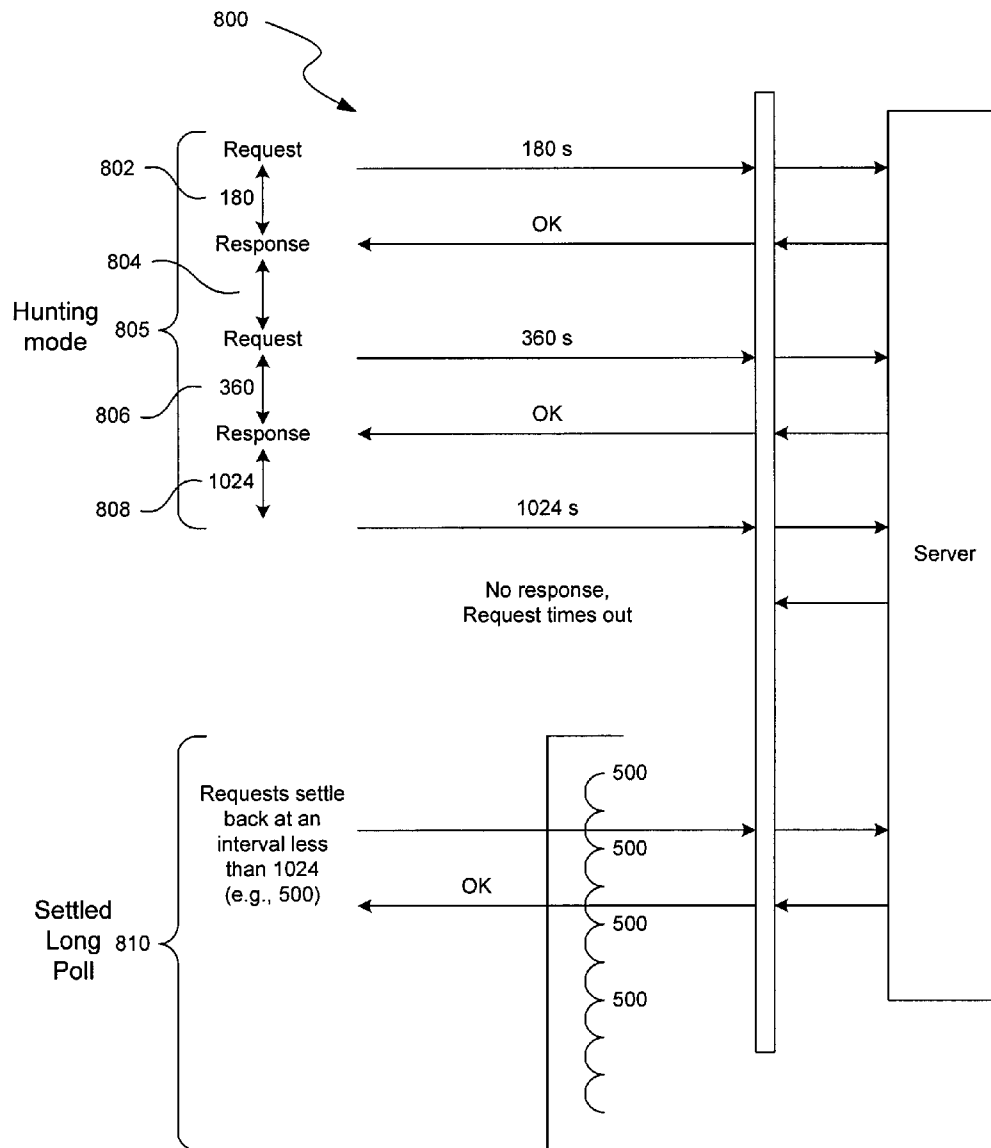 800
Request
180 s
802
180
OK
Response
804
Hunting
mode
805
Request
360 s
360
806
OK
Response
1024
808
1024 s
Server
No response,
Request times out
500
Requests settle
back at an
interval less
than 1024
(e.g., 500)
500
OK
Settled
Long
Poll
810
500
500